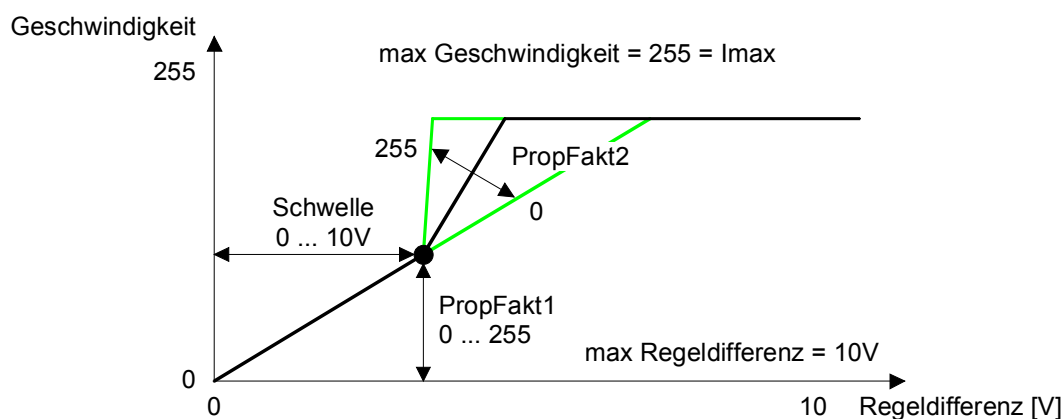 Geschwindigkeit
max Geschwindigkeit = 255 = Imax
255
255
PropFakt2
0
Schwelle
0 ... 10V
PropFakt1
0 ... 255
max Regeldifferenz = 10V
0
0
10
Regeldifferenz [V]